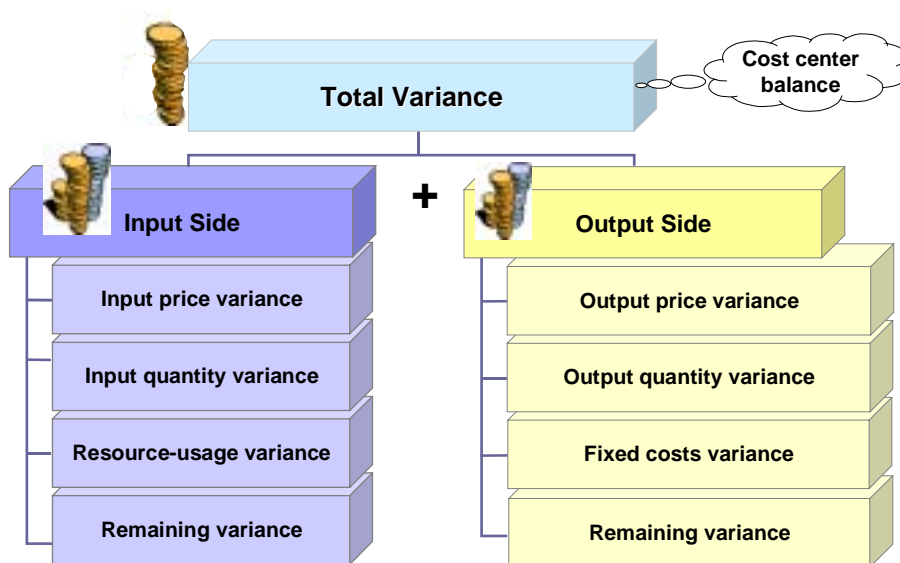 Total Variance
Cost center
balance
Input Side
+
Output Side
Input price variance
Input quantity variance
Resource-usage variance
Remaining variance
Output price variance
Output quantity variance
Fixed costs variance
Remaining variance